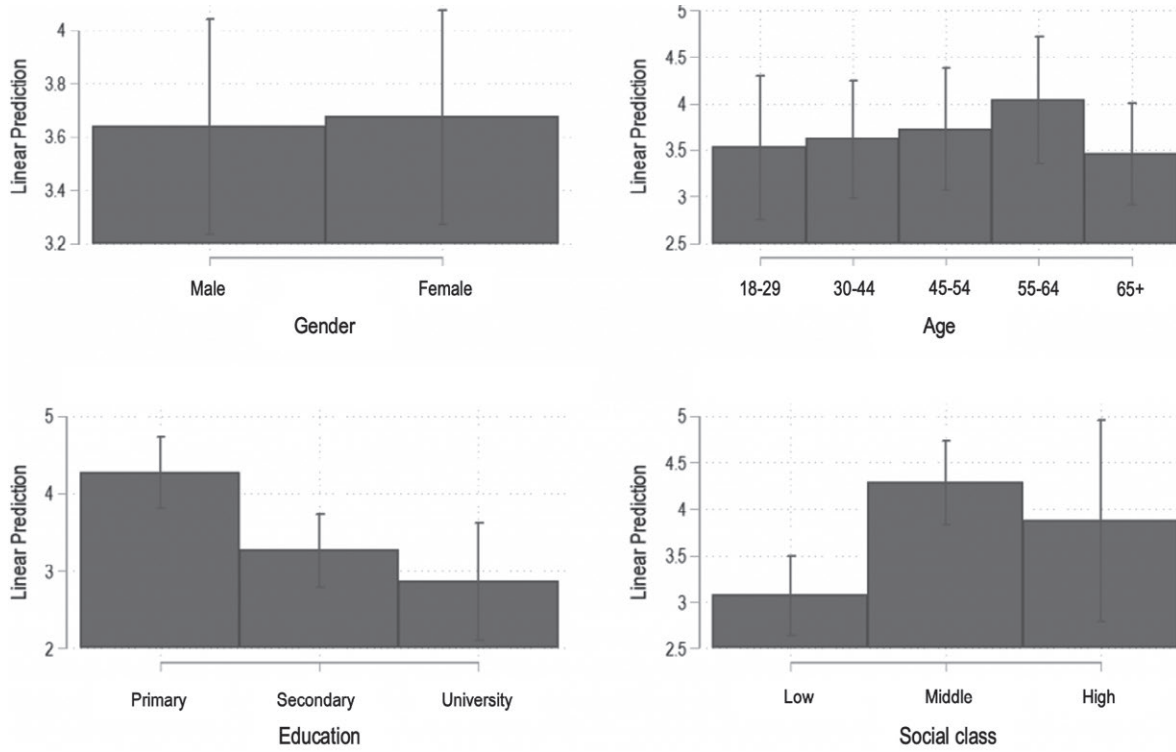 Linear Prediction
4
3.8
3.6
3.4
3.2
Male Female
Gender
Linear Prediction
5
4.5
4
3.5
3
2.5
18-29 30-44 45-54 55-64 65+
Age
Linear Prediction
5
4
3
2
Primary Secondary University
Education
Linear Prediction
5
4.5
4
3.5
3
2.5
Low Middle High
Social class